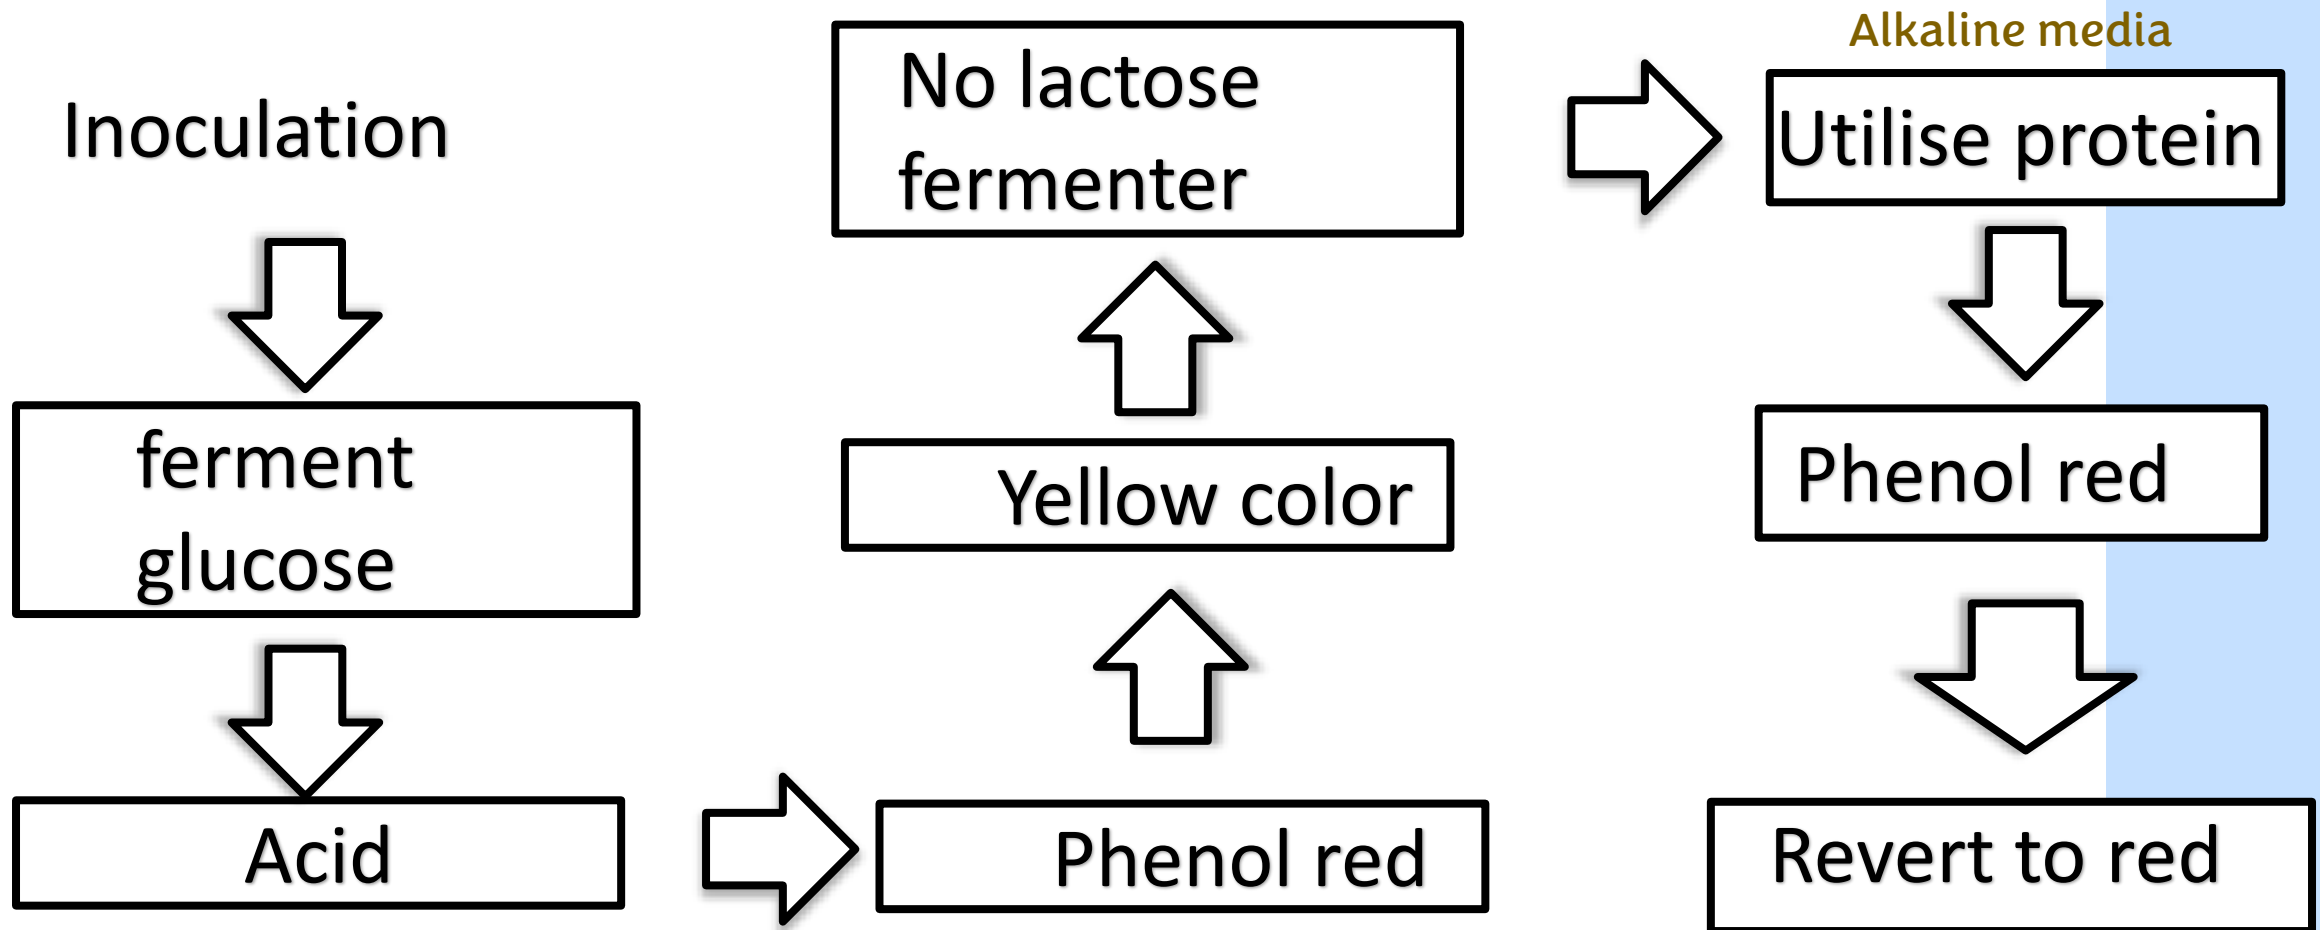 Inoculation
ferment
glucose
Acid
Phenol red
Yellow color
No lactose
fermenter
Alkaline media
Utilise protein
Phenol red
Revert to red